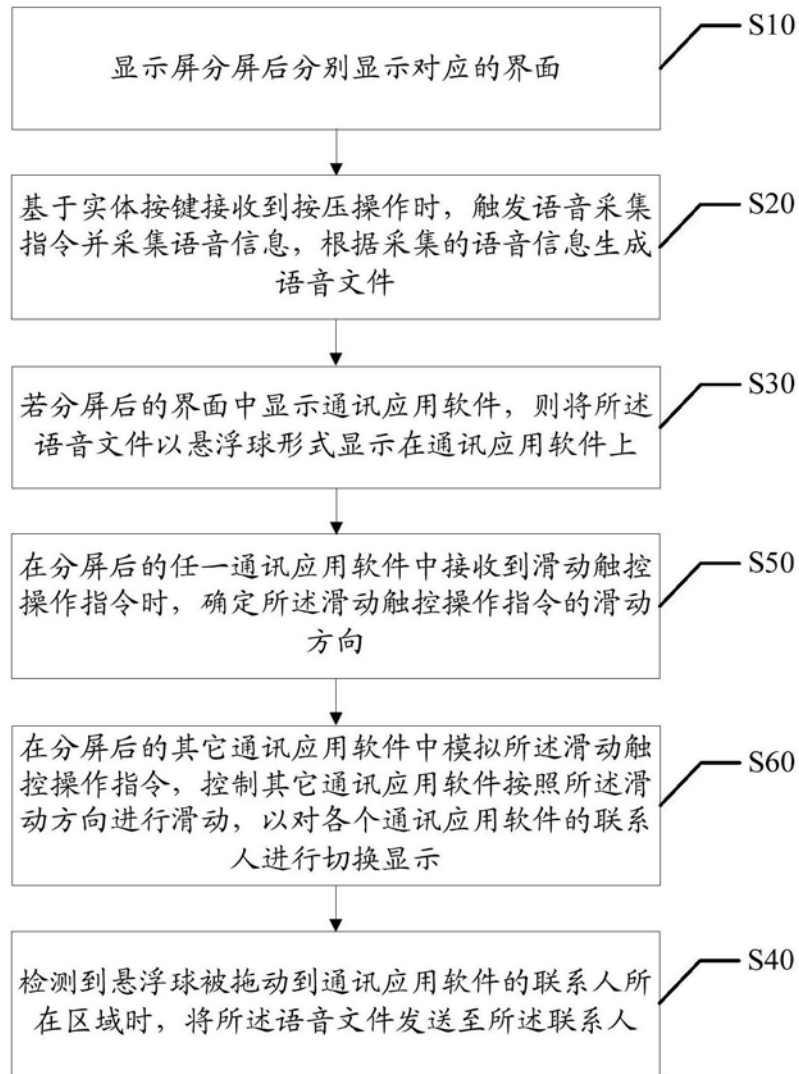 显示屏分屏后分别显示对应的界面
S10
基于实体按键接收到按压操作时，触发语音采集
指令并采集语音信息，根据采集的语音信息生成
语音文件
S20
若分屏后的界面中显示通讯应用软件，则将所述
语音文件以悬浮球形式显示在通讯应用软件上
S30
在分屏后的任一通讯应用软件中接收到滑动触控
操作指令时，确定所述滑动触控操作指令的滑动
方向
S50
在分屏后的其它通讯应用软件中模拟所述滑动触
控操作指令，控制其它通讯应用软件按照所述滑
动方向进行滑动，以对各个通讯应用软件的联系
人进行切换显示
S60
检测到悬浮球被拖动到通讯应用软件的联系人所
在区域时，将所述语音文件发送至所述联系人
S40